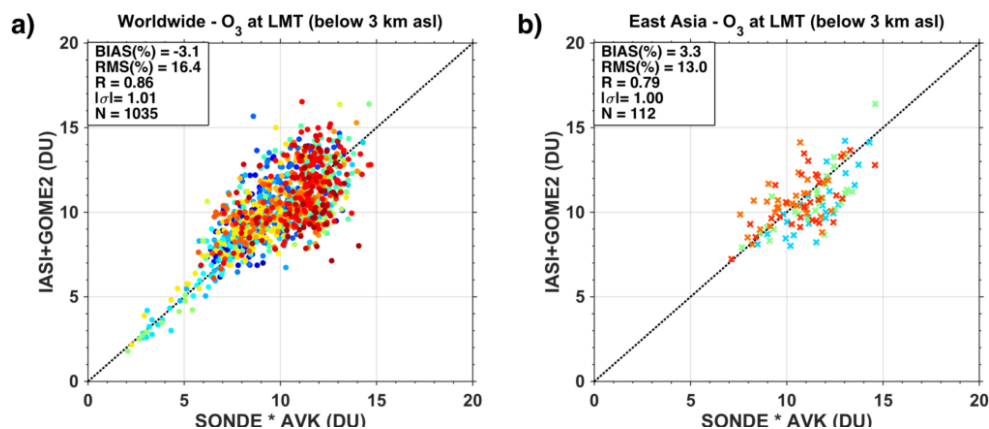 a)
Worldwide - O3 at LMT (below 3 km asl)
BIAS(%) = -3.1
RMS(%) = 16.4
R = 0.86
|σ|= 1.01
N = 1035
20
15
10
5
0
IASI+GOME2 (DU)
0 5 10 15 20
SONDE * AVK (DU)
b)
East Asia - O3 at LMT (below 3 km asl)
BIAS(%) = 3.3
RMS(%) = 13.0
R = 0.79
|σ|= 1.00
N = 112
20
15
10
5
0
IASI+GOME2 (DU)
0 5 10 15 20
SONDE * AVK (DU)